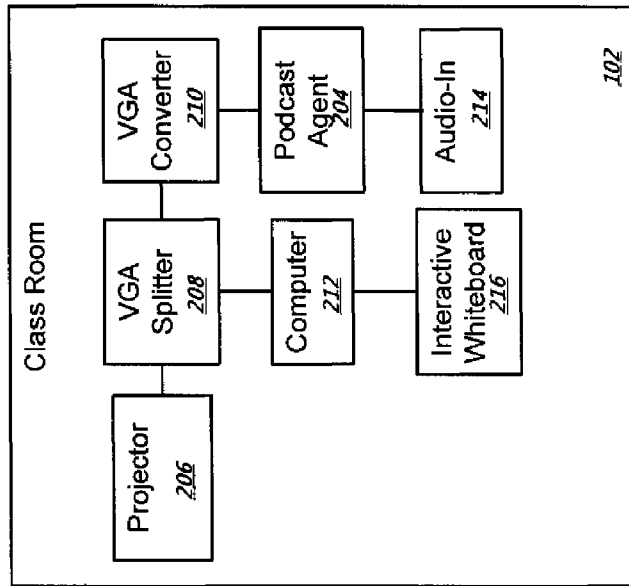 Class Room
Projector
206
VGA
Splitter
208
VGA
Converter
210
Computer
212
Podcast
Agent
204
Interactive
Whiteboard
216
Audio-In
214
102